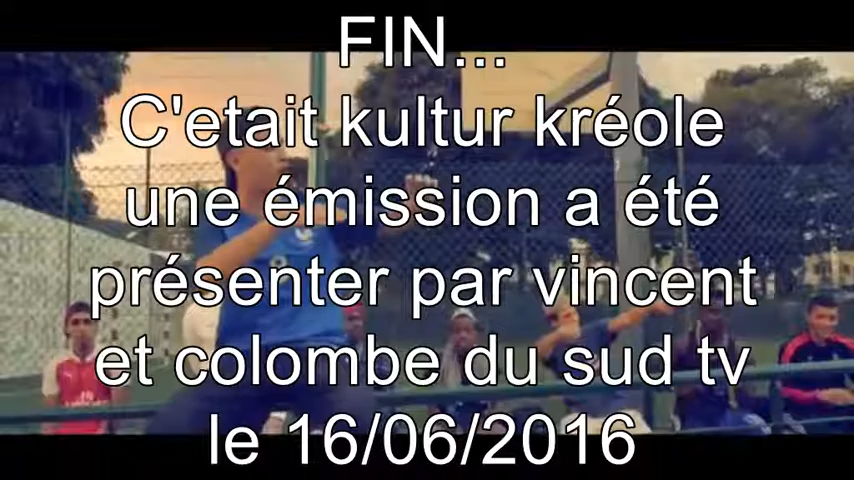 FIN...
C'etait kultur kréole
une émission a été
présenter par vincent
et colombe du sud tv
le 16/06/2016